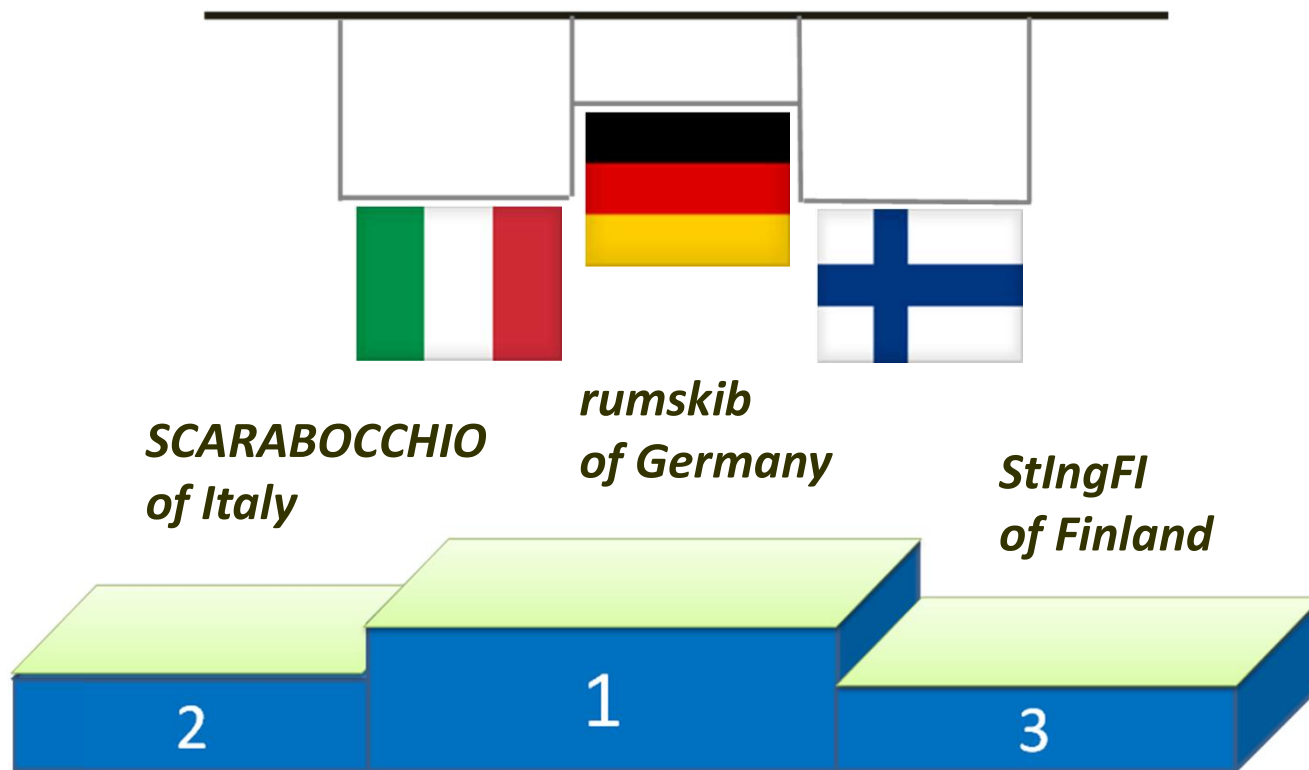 SCARABOCCHIO
of Italy
rumskib
of Germany
StIngFI
of Finland
2
1
3